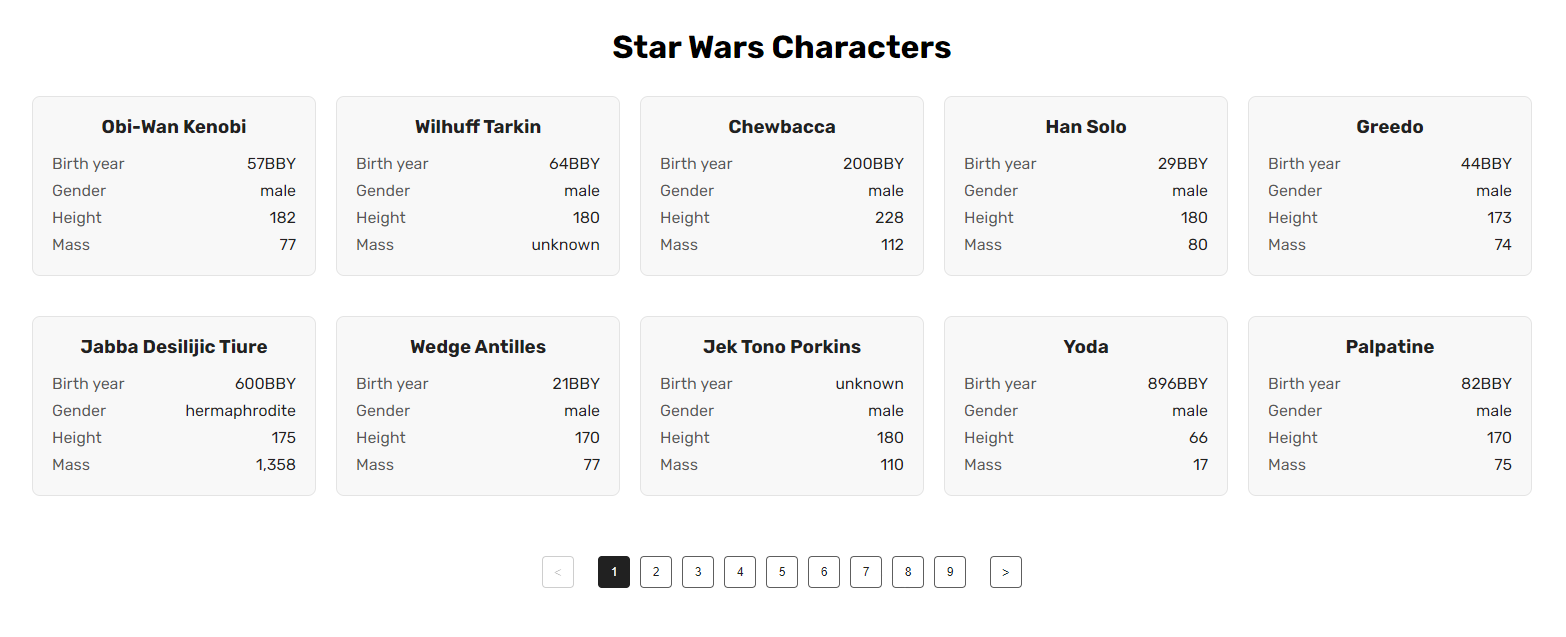 Star Wars Characters
Obi-Wan Kenobi
Birth year 57BBY
Gender male
Height 182
Mass 77
Wilhuff Tarkin
Birth year 64BBY
Gender male
Height 180
Mass unknown
Chewbacca
Birth year 200BBY
Gender male
Height 228
Mass 112
Han Solo
Birth year 29BBY
Gender male
Height 180
Mass 80
Greedo
Birth year 44BBY
Gender male
Height 173
Mass 74
Jabba Desilijic Tiure
Birth year 600BBY
Gender hermaphrodite
Height 175
Mass 1,358
Wedge Antilles
Birth year 21BBY
Gender male
Height 170
Mass 77
Jek Tono Porkins
Birth year unknown
Gender male
Height 180
Mass 110
Yoda
Birth year 896BBY
Gender male
Height 66
Mass 17
Palpatine
Birth year 82BBY
Gender male
Height 170
Mass 75
< 1 2 3 4 5 6 7 8 9 >